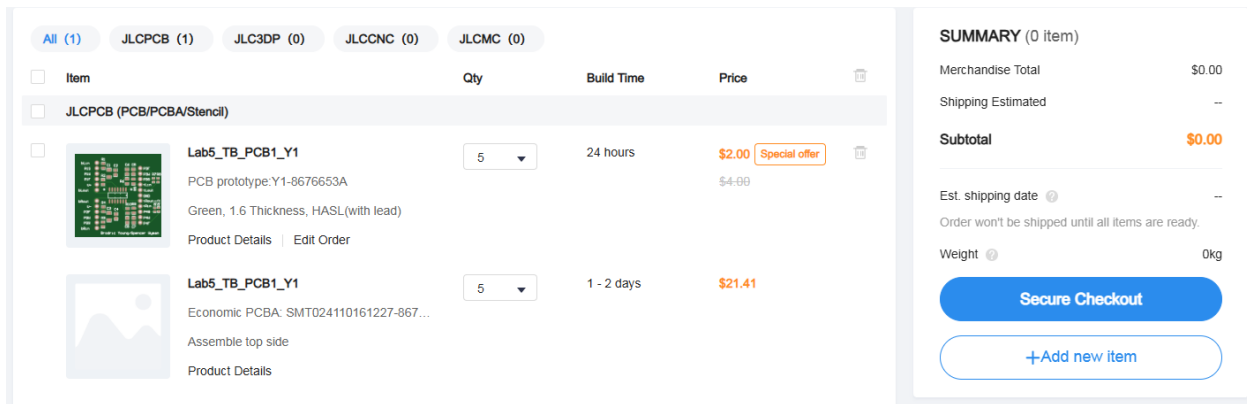 All (1) JLCPCB (1) JLC3DP (0) JLCCNC (0) JLCMC (0)
Item Qty Build Time Price
JLCPCB (PCB/PCBA/Stencil)
Lab5_TB_PCB1_Y1 5 24 hours $2.00 Special offer
PCB prototype:Y1-8676653A $4.00
Green, 1.6 Thickness, HASL(with lead)
Product Details Edit Order
Lab5_TB_PCB1_Y1 5 1 - 2 days $21.41
Economic PCBA: SMT024110161227-867...
Assemble top side
Product Details
SUMMARY (0 item)
Merchandise Total $0.00
Shipping Estimated --
Subtotal $0.00
Est. shipping date ? --
Order won't be shipped until all items are ready.
Weight ? 0kg
Secure Checkout
+Add new item